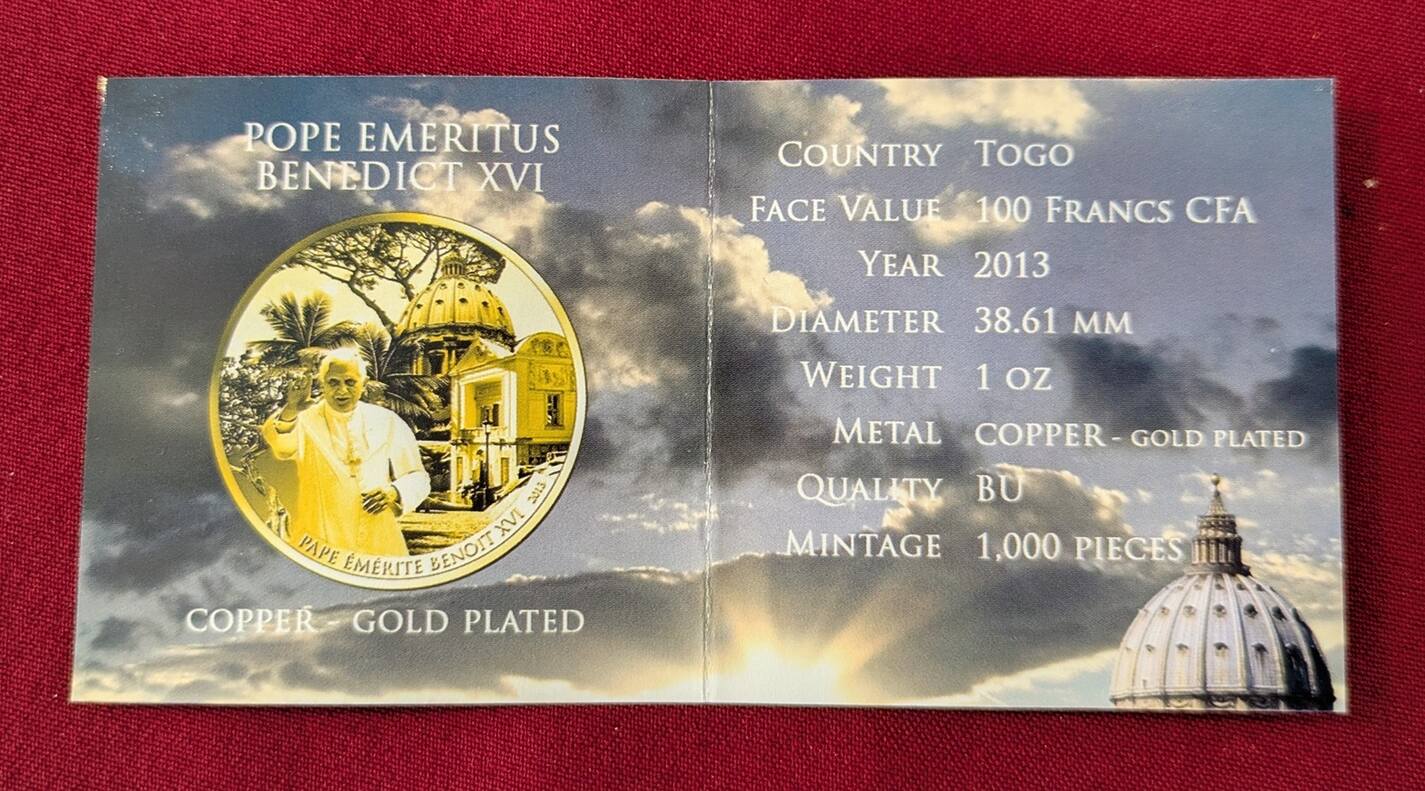 POPE EMERITUS
BENEDICT XVI
PAPE ÉMÉRITE BENOIT XVI 2013
COPPER - GOLD PLATED
COUNTRY TOGO
FACE VALUE 100 FRANCS CFA
YEAR 2013
DIAMETER 38.61 MM
WEIGHT 1 OZ
METAL COPPER - GOLD PLATED
QUALITY BU
MINTAGE 1,000 PIECES